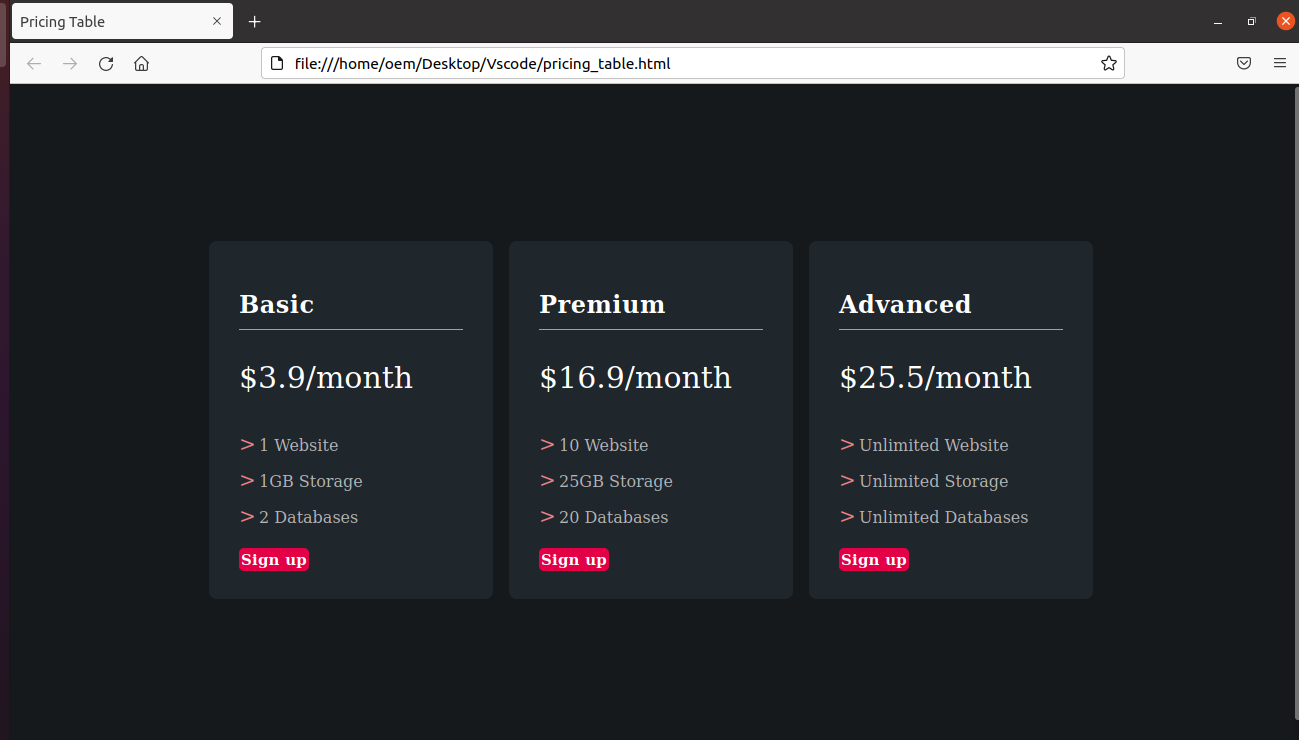 Pricing Table
file:///home/oem/Desktop/Vscode/pricing_table.html
Basic
$3.9/month
> 1 Website
> 1GB Storage
> 2 Databases
Sign up
Premium
$16.9/month
> 10 Website
> 25GB Storage
> 20 Databases
Sign up
Advanced
$25.5/month
> Unlimited Website
> Unlimited Storage
> Unlimited Databases
Sign up